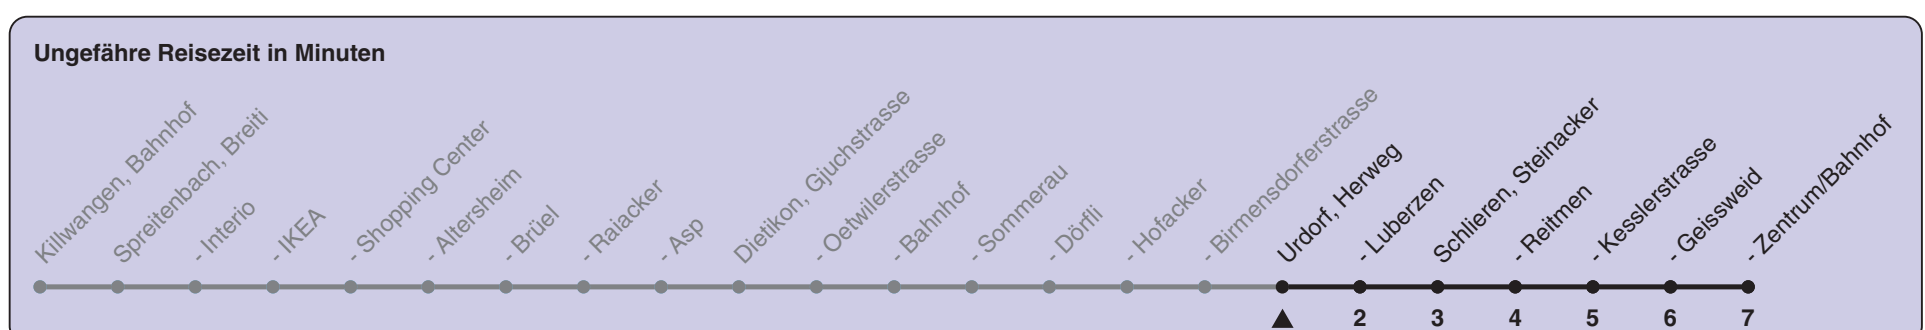 Ungefähre Reisezeit in Minuten
Killwangen, Bahnhof
Spreitenbach, Breiti
- Interio
- IKEA
- Shopping Center
- Altersheim
- Brüel
- Raiacker
- Asp
Dietikon, Gjuchstrasse
- Oetwilerstrasse
- Bahnhof
- Sommerau
- Dörfli
- Hofacker
- Birmensdorferstrasse
Urdorf, Herweg
- Luberzen
Schlieren, Steinacker
- Reitmen
- Kesslerstrasse
- Geissweid
- Zentrum/Bahnhof
2 3 4 5 6 7